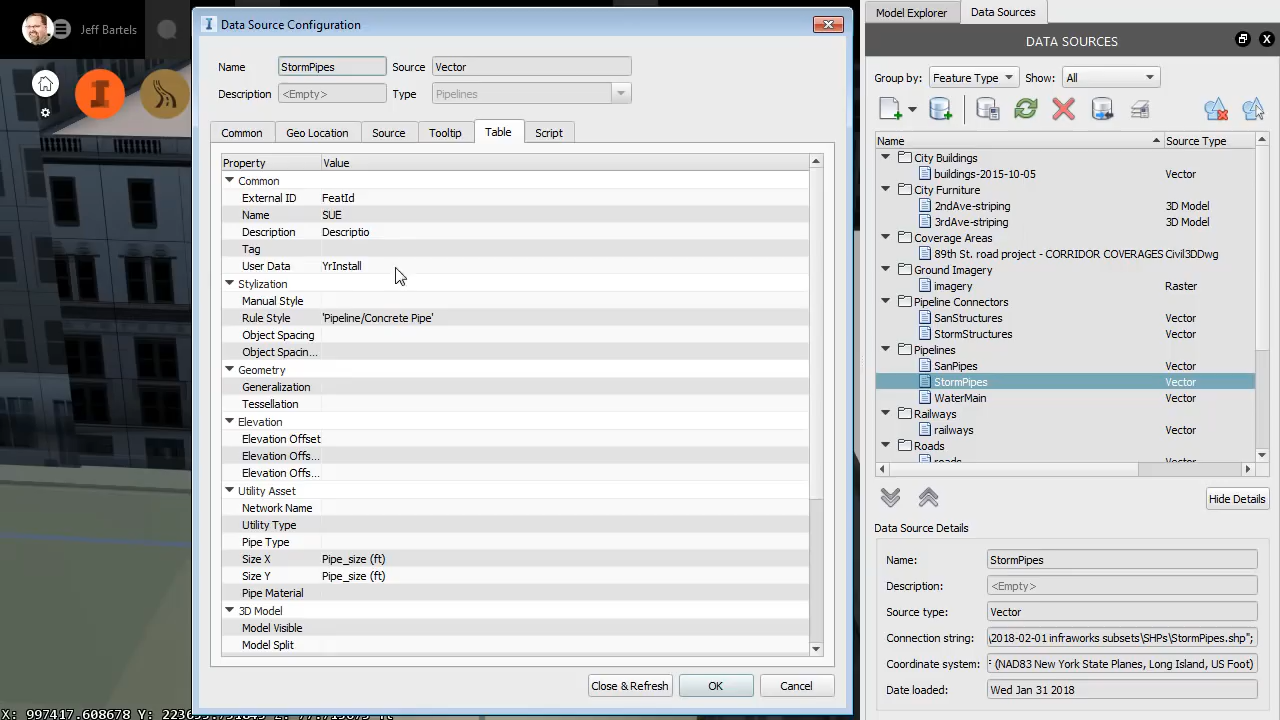 Jeff Bartels
Data Source Configuration
Name StormPipes Source Vector
Description <Empty> Type Pipelines
Common Geo Location Source Tooltip Table Script
Property Value
Common
External ID FeatId
Name SUE
Description Descriptio
Tag
User Data YrInstall
Stylization
Manual Style
Rule Style 'Pipeline/Concrete Pipe'
Object Spacing
Object Spacin...
Geometry
Generalization
Tessellation
Elevation
Elevation Offset
Elevation Offs...
Elevation Offs...
Utility Asset
Network Name
Utility Type
Pipe Type
Size X Pipe_size (ft)
Size Y Pipe_size (ft)
Pipe Material
3D Model
Model Visible
Model Split
Close & Refresh OK Cancel
X: 997417.608678 Y:
Model Explorer Data Sources
DATA SOURCES
Group by: Feature Type Show: All
Name Source Type
City Buildings
buildings-2015-10-05 Vector
City Furniture
2ndAve-striping 3D Model
3rdAve-striping 3D Model
Coverage Areas
89th St. road project - CORRIDOR COVERAGES Civil3DDwg
Ground Imagery
imagery Raster
Pipeline Connectors
SanStructures Vector
StormStructures Vector
Pipelines
SanPipes Vector
StormPipes Vector
WaterMain Vector
Railways
railways Vector
Roads
roads Vector
Hide Details
Data Source Details
Name: StormPipes
Description: <Empty>
Source type: Vector
Connection string: \2018-02-01 infraworks subsets\SHPs\StormPipes.shp";
Coordinate system: F (NAD83 New York State Planes, Long Island, US Foot)
Date loaded: Wed Jan 31 2018